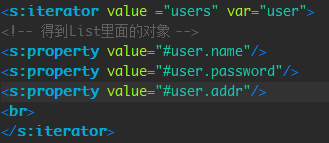 <s:iterator value ="users" var="user">
<!-- 得到List里面的对象 -->
<s:property value="#user.name"/>
<s:property value="#user.password"/>
<s:property value="#user.addr"/>
<br>
</s:iterator>